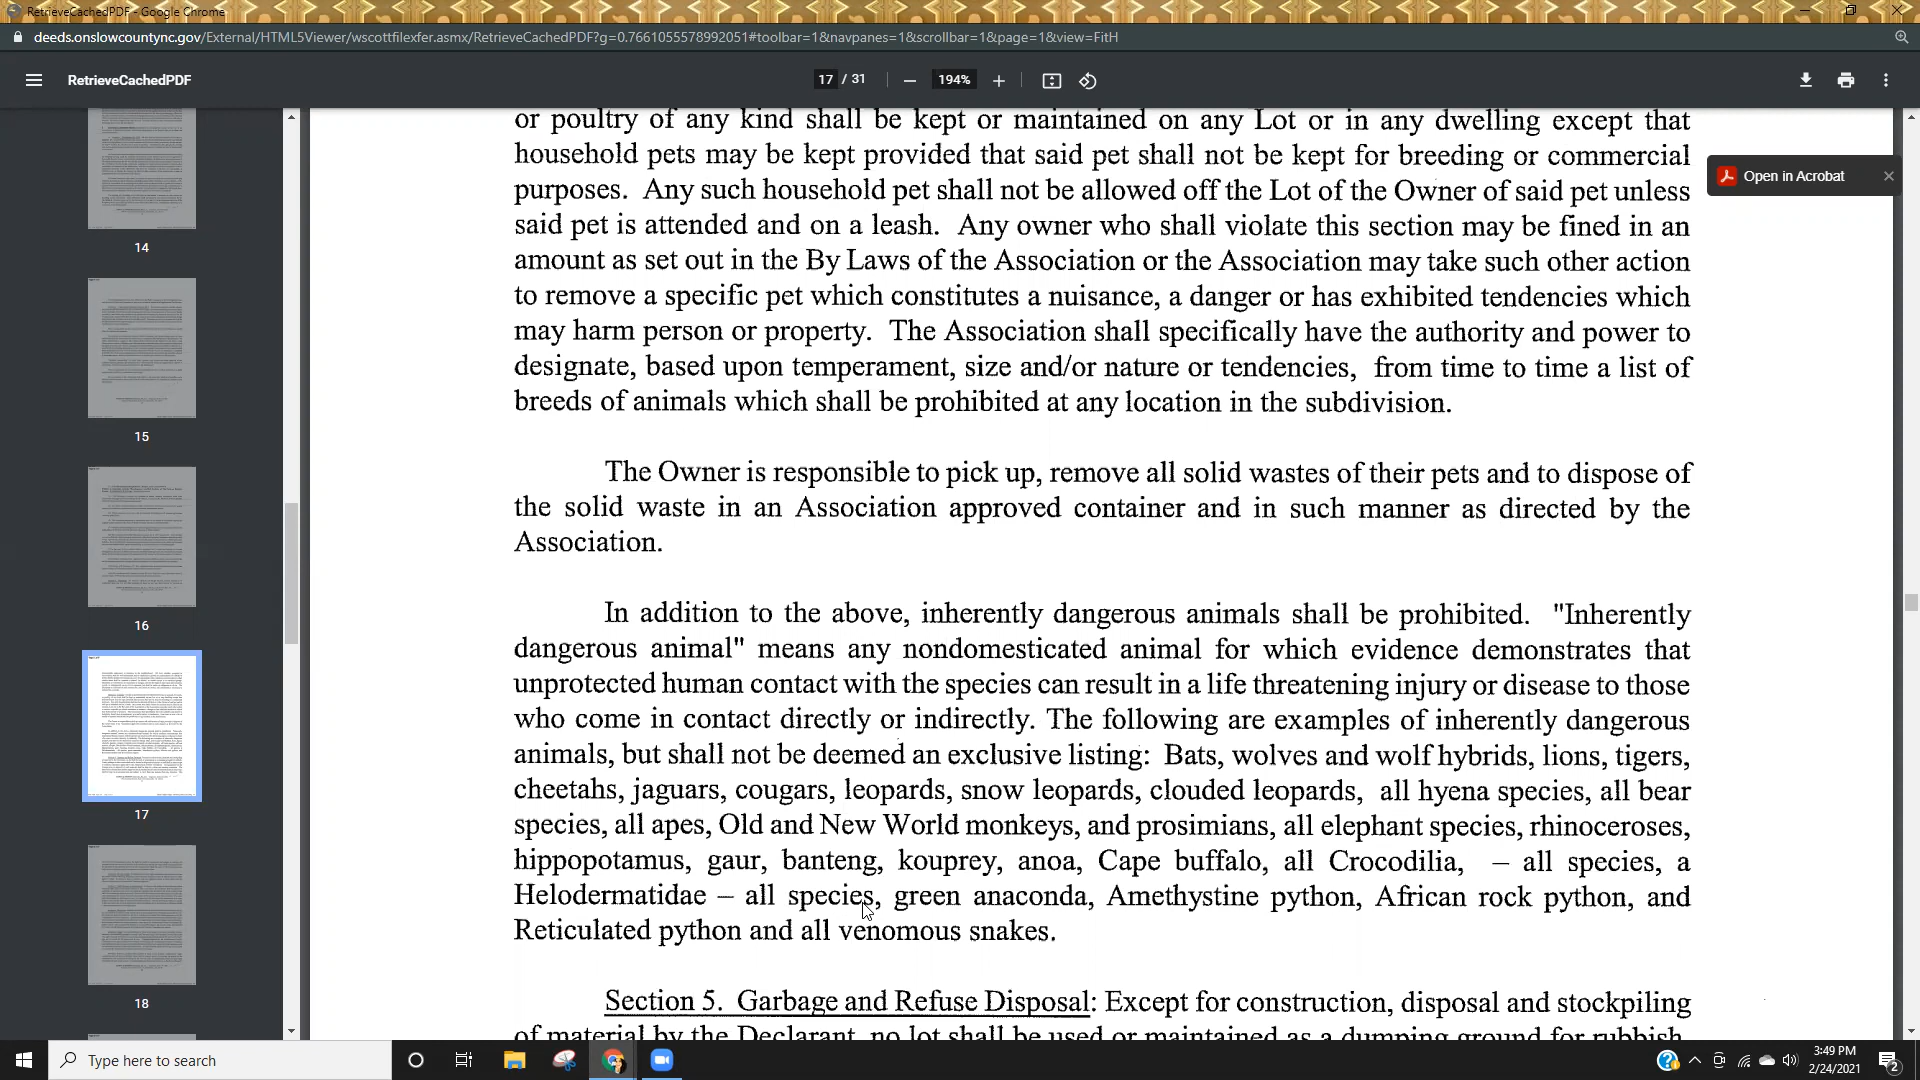 RetrieveCachedPDF - Google Chrome
deeds.onslowcountync.gov/External/HTML5Viewer/wscottfilexfer.asmx/RetrieveCachedPDF?g=0.7661055578992051#toolbar=1&navpanes=1&scrollbar=1&page=1&view=FitH
RetrieveCachedPDF
17 / 31
194%
Open in Acrobat
14
15
16
17
18
or poultry of any kind shall be kept or maintained on any Lot or in any dwelling except that
household pets may be kept provided that said pet shall not be kept for breeding or commercial
purposes. Any such household pet shall not be allowed off the Lot of the Owner of said pet unless
said pet is attended and on a leash. Any owner who shall violate this section may be fined in an
amount as set out in the By Laws of the Association or the Association may take such other action
to remove a specific pet which constitutes a nuisance, a danger or has exhibited tendencies which
may harm person or property. The Association shall specifically have the authority and power to
designate, based upon temperament, size and/or nature or tendencies, from time to time a list of
breeds of animals which shall be prohibited at any location in the subdivision.
The Owner is responsible to pick up, remove all solid wastes of their pets and to dispose of
the solid waste in an Association approved container and in such manner as directed by the
Association.
In addition to the above, inherently dangerous animals shall be prohibited. "Inherently
dangerous animal" means any nondomesticated animal for which evidence demonstrates that
unprotected human contact with the species can result in a life threatening injury or disease to those
who come in contact directly or indirectly. The following are examples of inherently dangerous
animals, but shall not be deemed an exclusive listing: Bats, wolves and wolf hybrids, lions, tigers,
cheetahs, jaguars, cougars, leopards, snow leopards, clouded leopards, all hyena species, all bear
species, all apes, Old and New World monkeys, and prosimians, all elephant species, rhinoceroses,
hippopotamus, gaur, banteng, kouprey, anoa, Cape buffalo, all Crocodilia, – all species, a
Helodermatidae – all species, green anaconda, Amethystine python, African rock python, and
Reticulated python and all venomous snakes.
Section 5. Garbage and Refuse Disposal: Except for construction, disposal and stockpiling
of material by the Declarant, no lot shall be used or maintained as a dumping ground for rubbish,
Type here to search
3:49 PM
2/24/2021
2